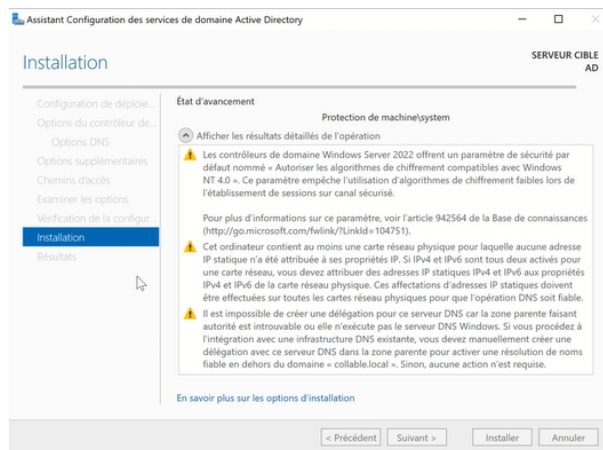 Assistant Configuration des services de domaine Active Directory
Installation
SERVEUR CIBLE
AD
Configuration de déploie...
Options du contrôleur de...
Options DNS
Options supplémentaires
Chemins d'accès
Examiner les options
Vérification de la configur...
Installation
Résultats
État d'avancement
Protection de machine\system
Afficher les résultats détaillés de l'opération
Les contrôleurs de domaine Windows Server 2022 offrent un paramètre de sécurité par
défaut nommé « Autoriser les algorithmes de chiffrement compatibles avec Windows
NT 4.0 ». Ce paramètre empêche l'utilisation d'algorithmes de chiffrement faibles lors de
l'établissement de sessions sur canal sécurisé.
Pour plus d'informations sur ce paramètre, voir l'article 942564 de la Base de connaissances
(http://go.microsoft.com/fwlink/?LinkId=104751).
Cet ordinateur contient au moins une carte réseau physique pour laquelle aucune adresse
IP statique n'a été attribuée à ses propriétés IP. Si IPv4 et IPv6 sont tous deux activés pour
une carte réseau, vous devez attribuer des adresses IP statiques IPv4 et IPv6 aux propriétés
IPv4 et IPv6 de la carte réseau physique. Ces affectations d'adresses IP statiques doivent
être effectuées sur toutes les cartes réseau physiques pour que l'opération DNS soit fiable.
Il est impossible de créer une délégation pour ce serveur DNS car la zone parente faisant
autorité est introuvable ou elle n'exécute pas le serveur DNS Windows. Si vous procédez à
l'intégration avec une infrastructure DNS existante, vous devez manuellement créer une
délégation avec ce serveur DNS dans la zone parente pour activer une résolution de noms
fiable en dehors du domaine « collable.local ». Sinon, aucune action n'est requise.
En savoir plus sur les options d'installation
< Précédent
Suivant >
Installer
Annuler